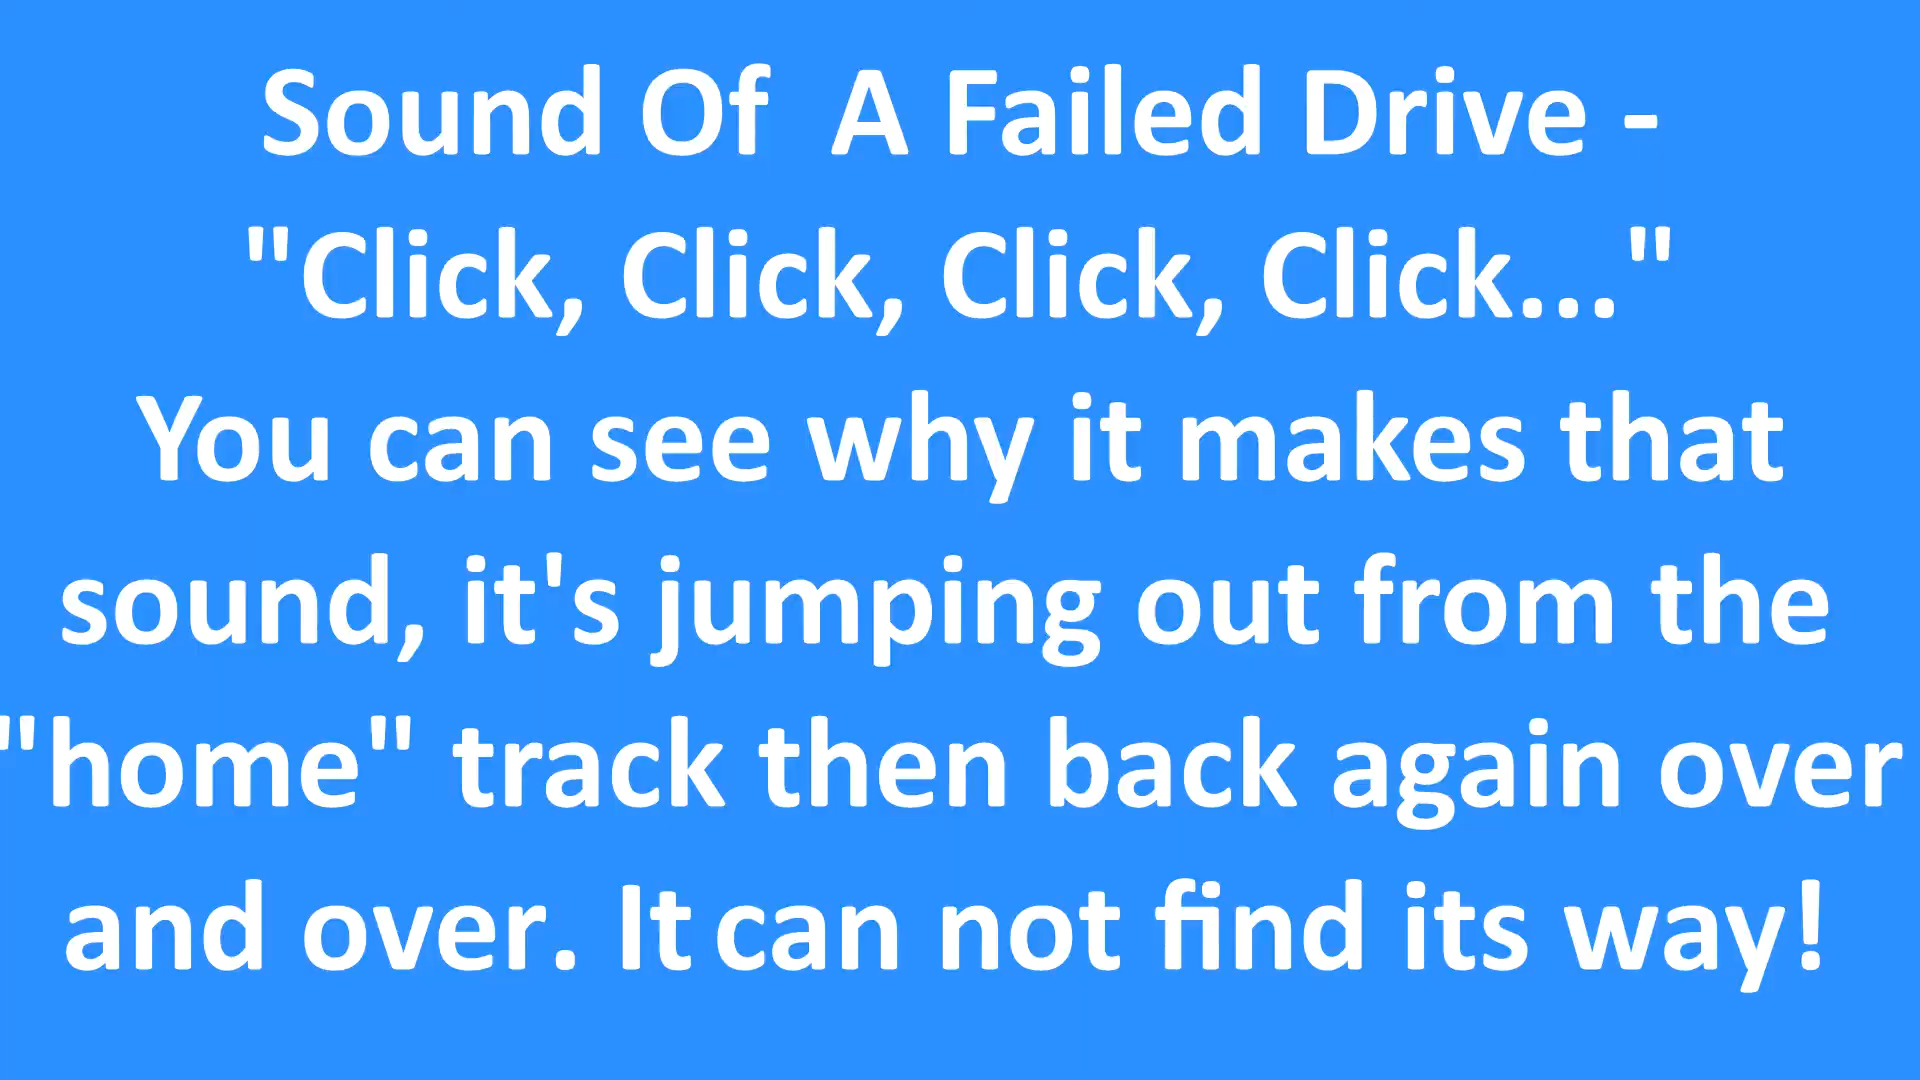 Sound Of  A Failed Drive -
"Click, Click, Click, Click..."
You can see why it makes that
sound, it's jumping out from the
"home" track then back again over
and over. It can not find its way!